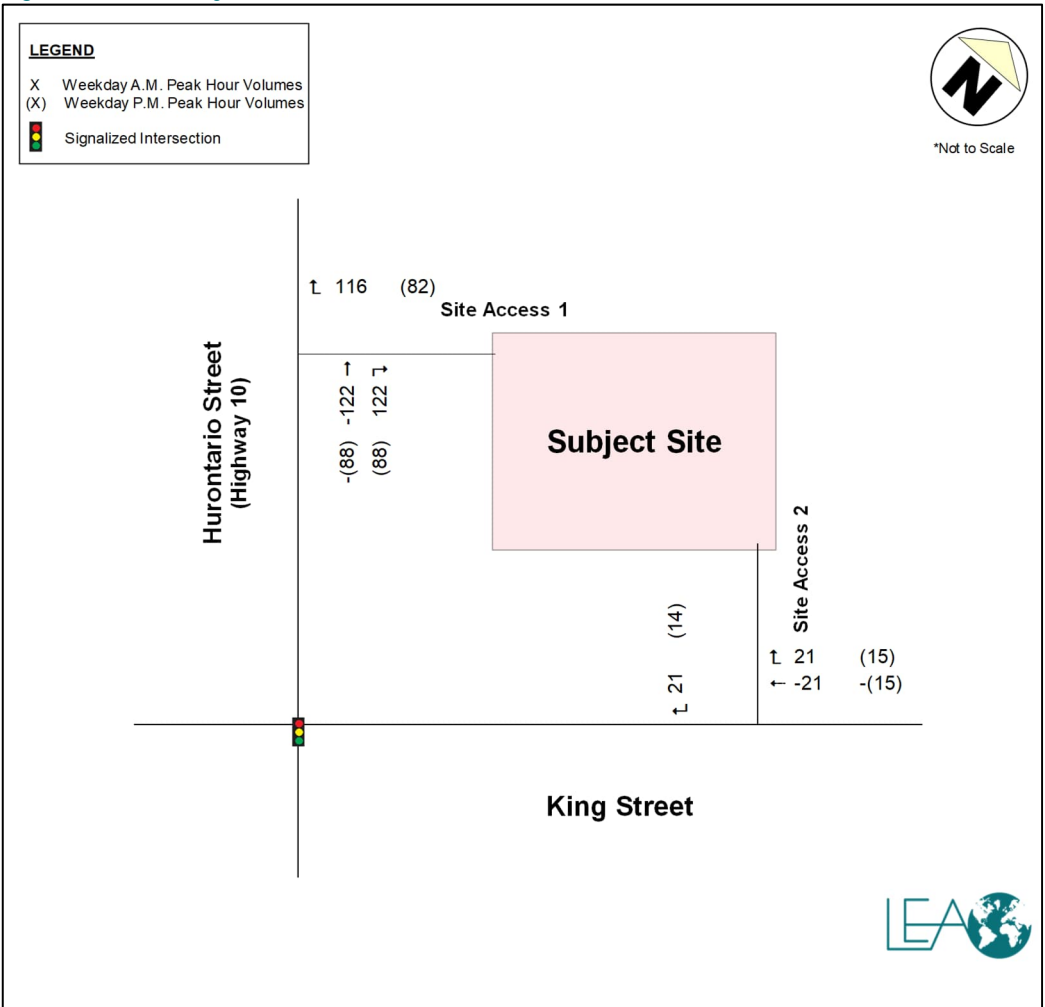 LEGEND
X Weekday A.M. Peak Hour Volumes
(X) Weekday P.M. Peak Hour Volumes
Signalized Intersection
N
*Not to Scale
116 (82)
Site Access 1
Hurontario Street
(Highway 10)
-(88) -122 →
(88) 122
Subject Site
Site Access 2
21 (14)
21 (15)
← -21 -(15)
King Street
LEA